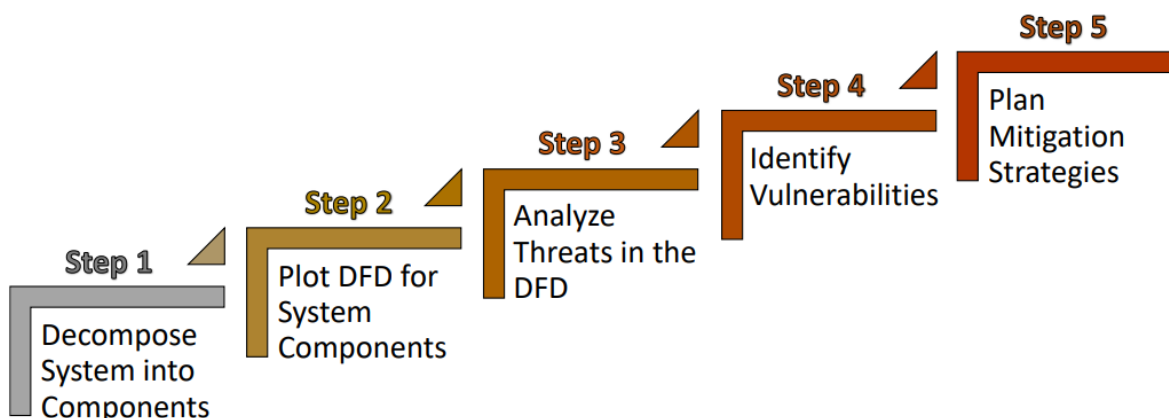 Step 1
Decompose
System into
Components
Step 2
Plot DFD for
System
Components
Step 3
Analyze
Threats in the
DFD
Step 4
Identify
Vulnerabilities
Step 5
Plan
Mitigation
Strategies